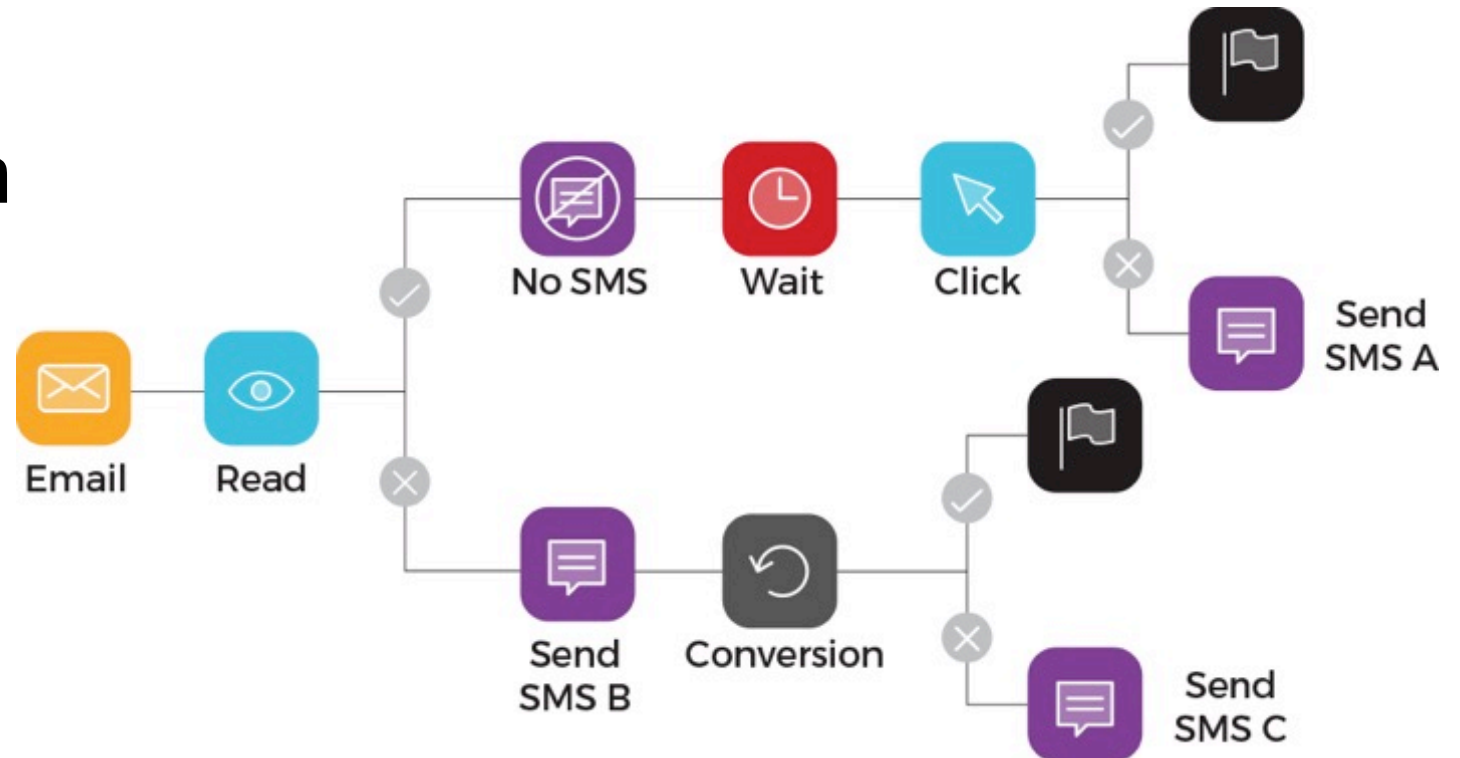 n
No SMS
Wait
Click
Send
SMS A
Email
Read
Send
SMS B
Conversion
Send
SMS C